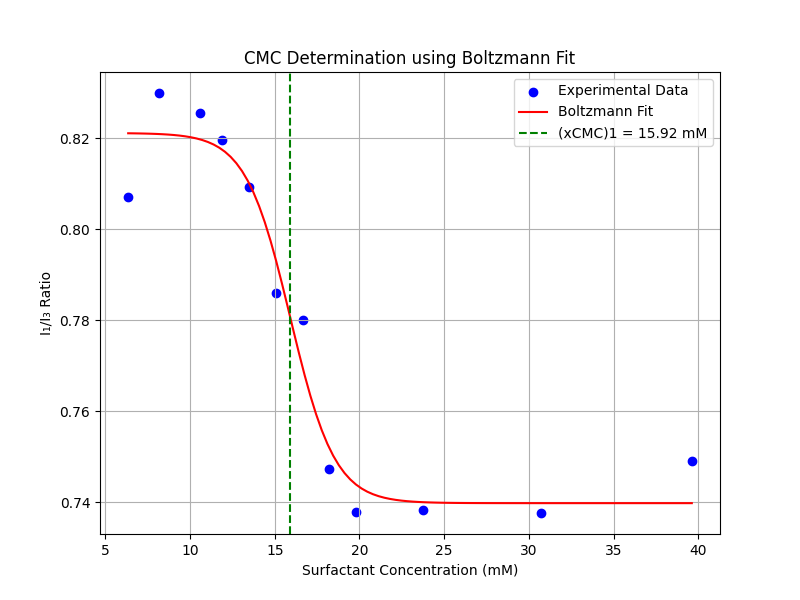 CMC Determination using Boltzmann Fit
Experimental Data
Boltzmann Fit
(xCMC)1 = 15.92 mM
0.82
0.80
0.78
0.76
0.74
I₁/I₃ Ratio
5 10 15 20 25 30 35 40
Surfactant Concentration (mM)